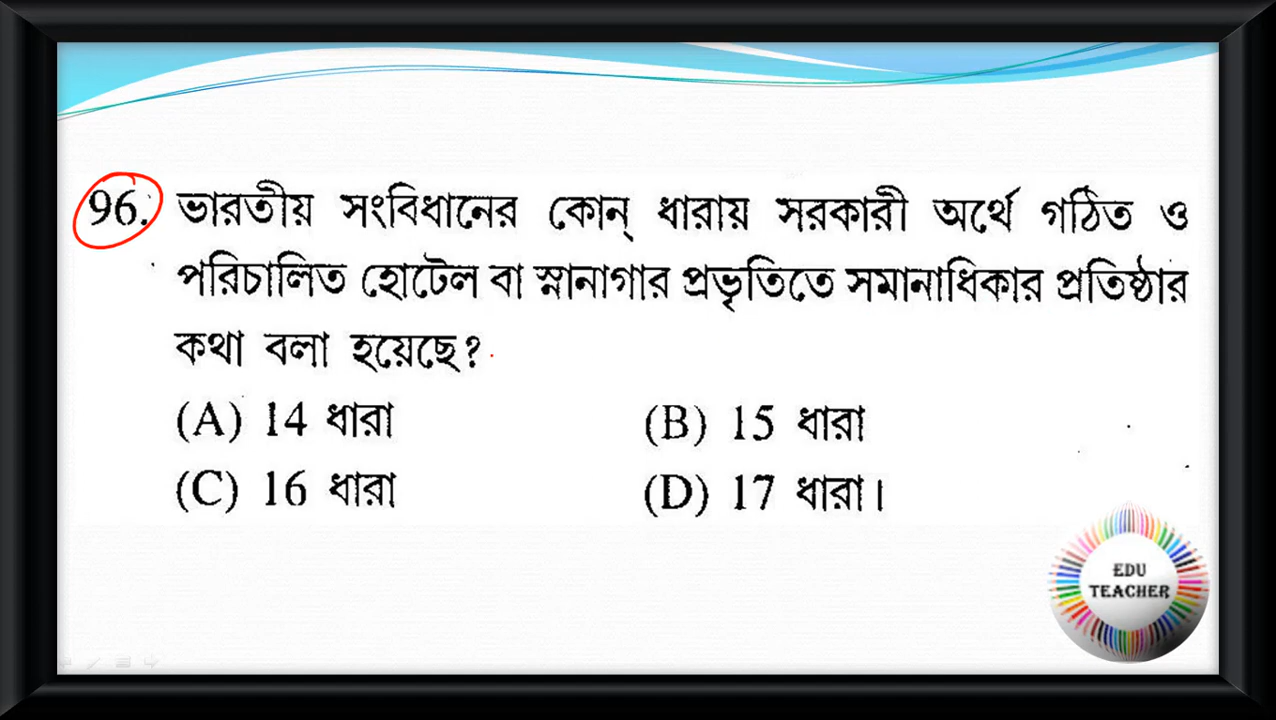 96. ভারতীয় সংবিধানের কোন্ ধারায় সরকারী অর্থে গঠিত ও
পরিচালিত হোটেল বা স্নানাগার প্রভৃতিতে সমানাধিকার প্রতিষ্ঠার
কথা বলা হয়েছে?
(A) 14 ধারা (B) 15 ধারা
(C) 16 ধারা (D) 17 ধারা।
EDU
TEACHER